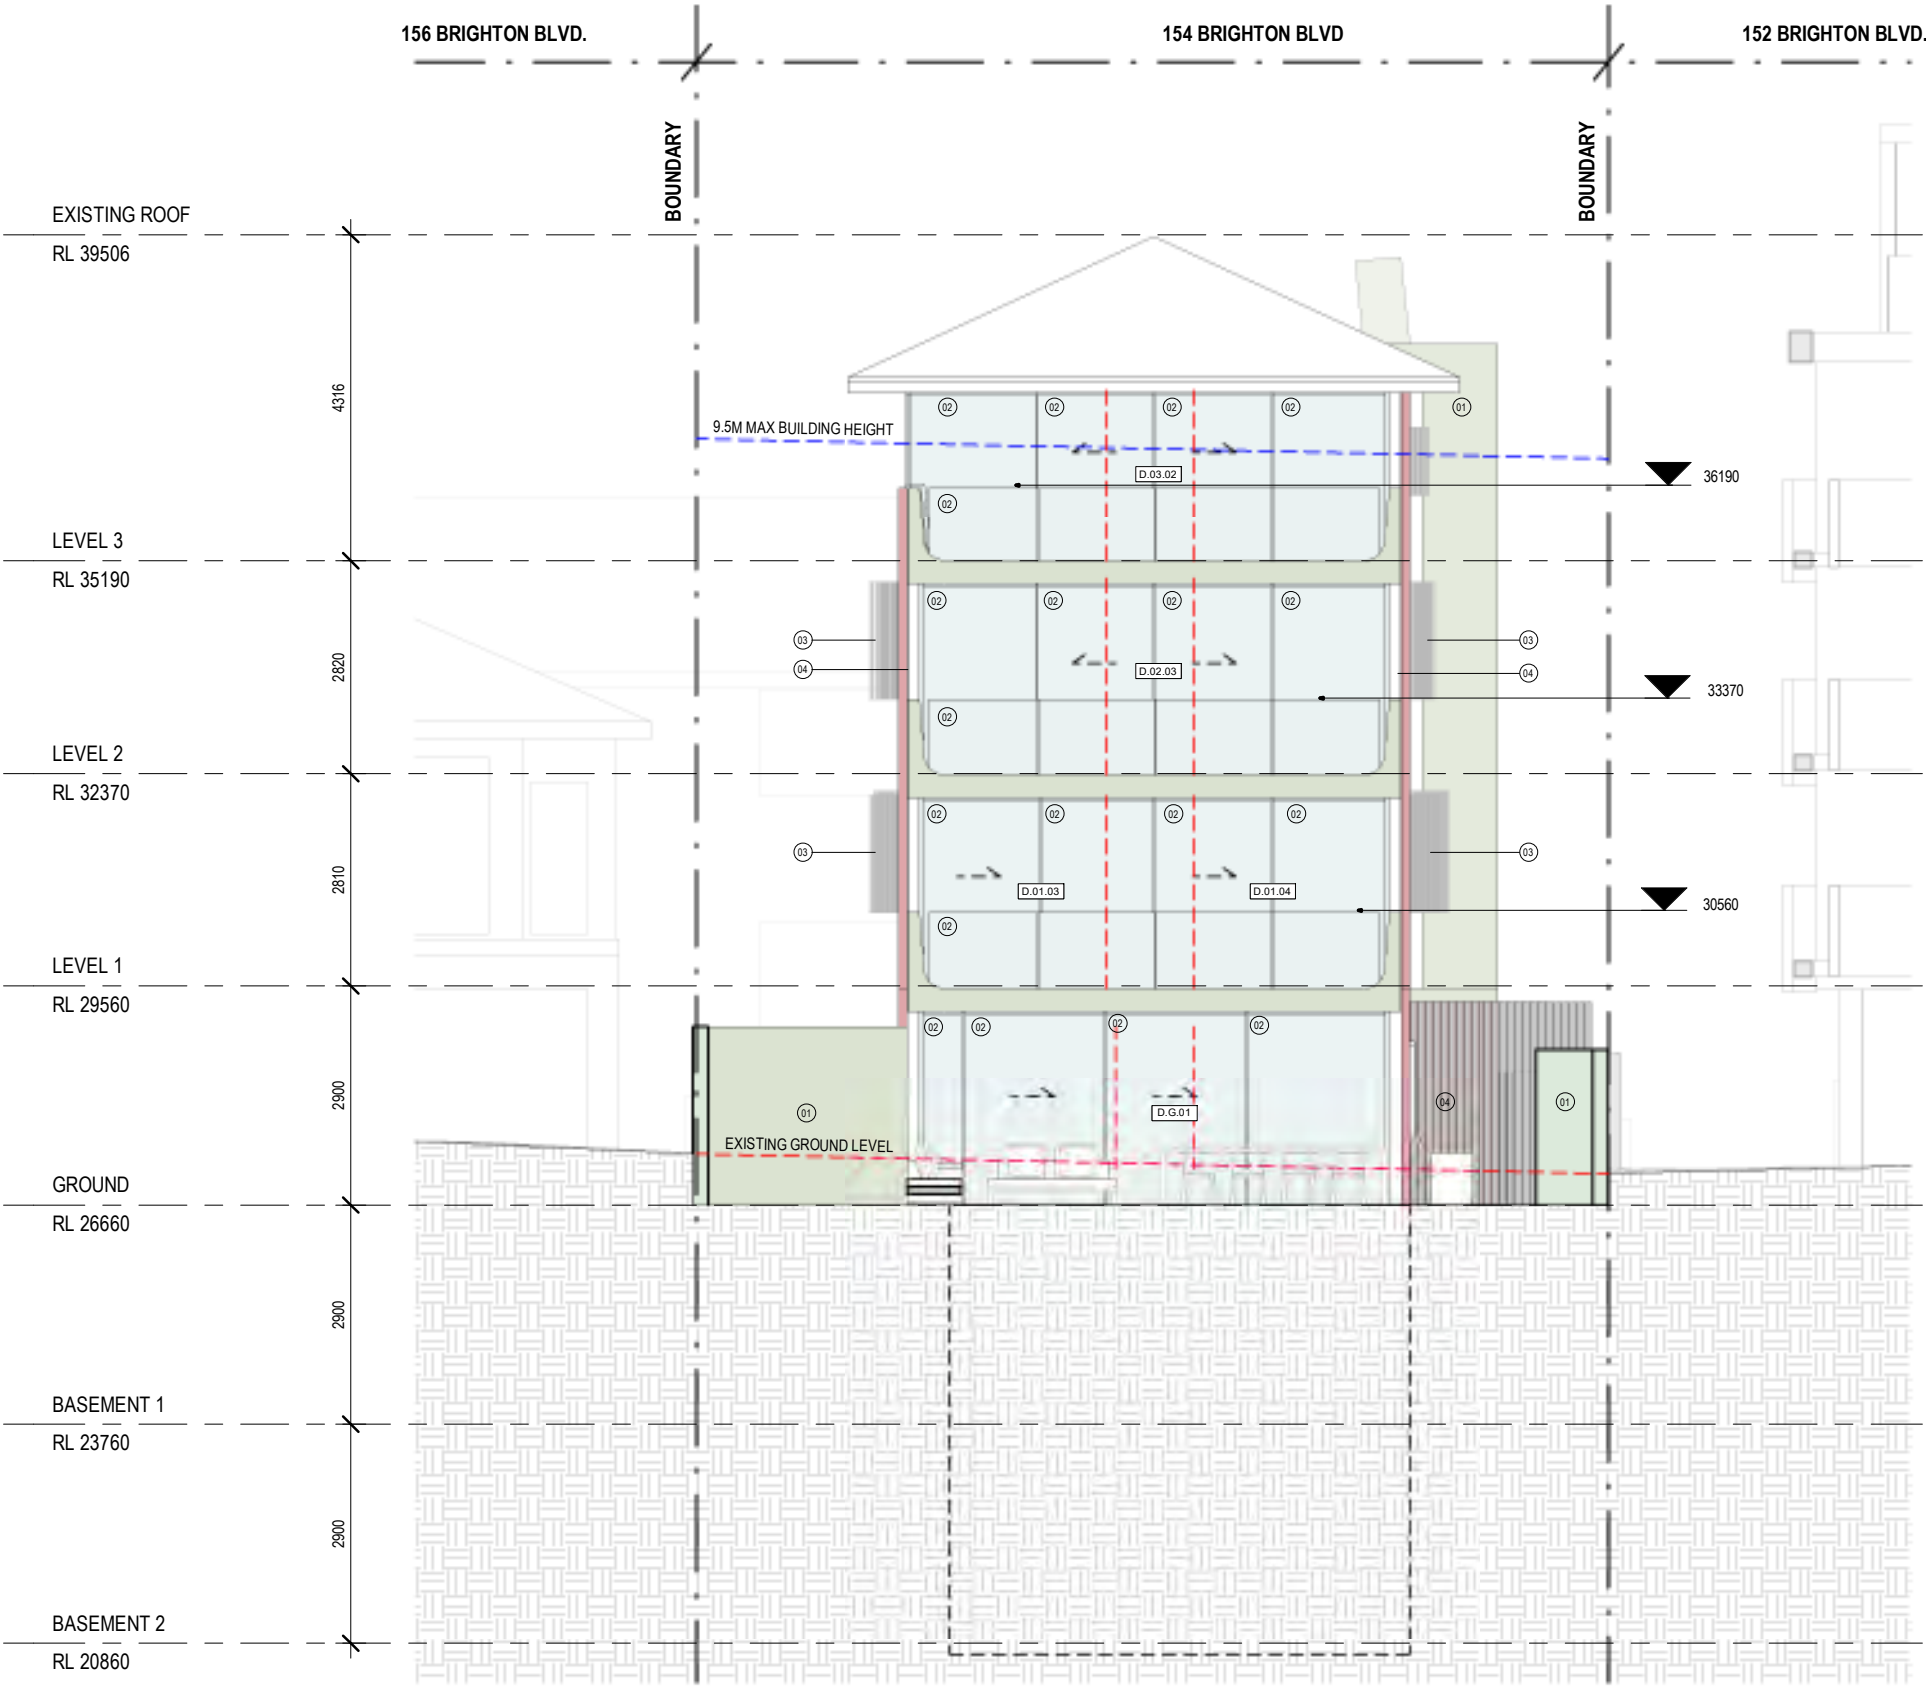 156 BRIGHTON BLVD.
154 BRIGHTON BLVD
152 BRIGHTON BLVD.
BOUNDARY
BOUNDARY
EXISTING ROOF
RL 39506
4316
02 02 02 02 01
9.5M MAX BUILDING HEIGHT
D.03.02
36190
02
LEVEL 3
RL 35190
02 02 02 02
03 03
2820
04 D.02.03 04
33370
02
LEVEL 2
RL 32370
02 02 02 02
03 03
2810
D.01.03 D.01.04
30560
02
LEVEL 1
RL 29560
02 02 02 02
2900
01 D.G.01 04 01
EXISTING GROUND LEVEL
GROUND
RL 26660
2900
BASEMENT 1
RL 23760
2900
BASEMENT 2
RL 20860